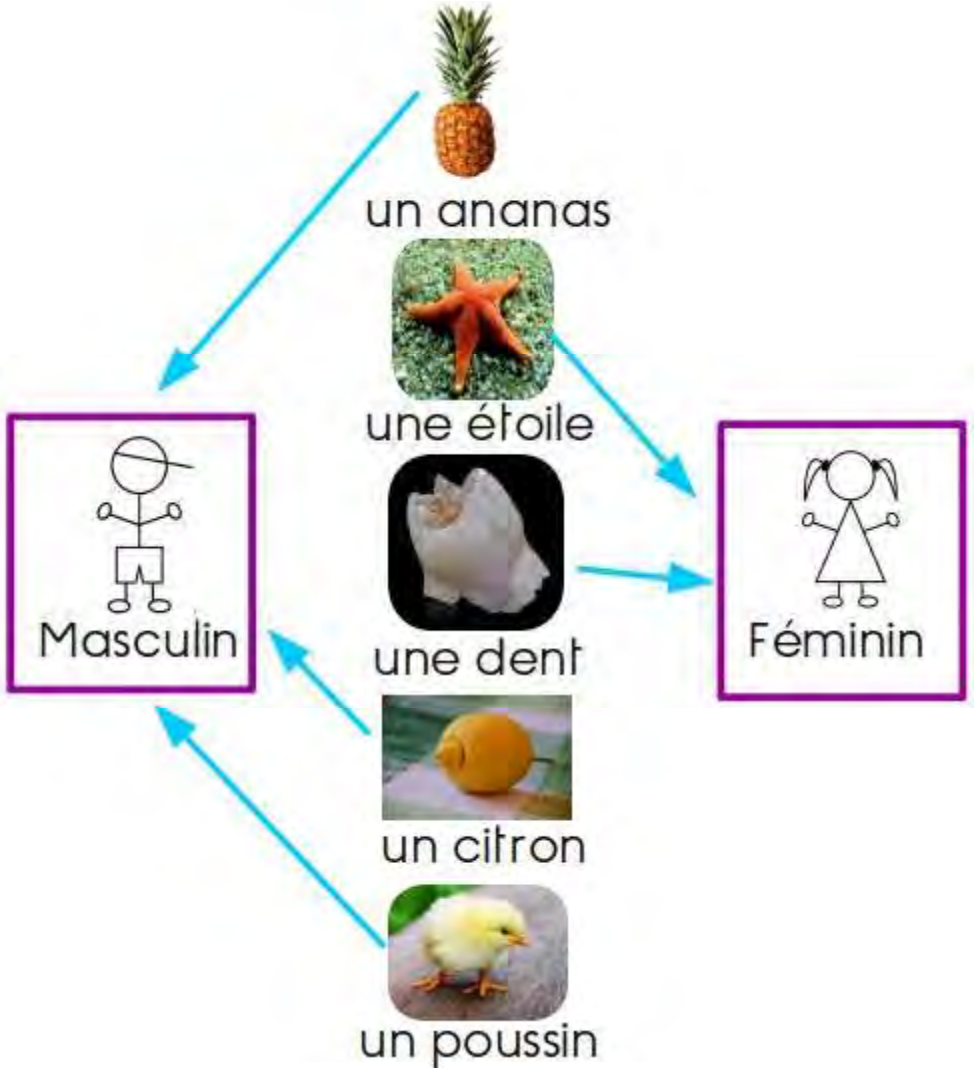 un ananas
une étoile
Masculin
Féminin
une dent
un citron
un poussin